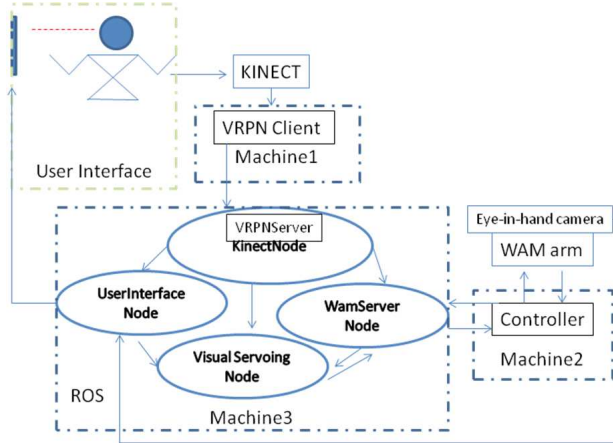 KINECT
VRPN Client
Machine1
User Interface
VRPNServer
KinectNode
Eye-in-hand camera
WAM arm
UserInterface
Node
WamServer
Node
Controller
Visual Servoing
Node
Machine2
ROS
Machine3